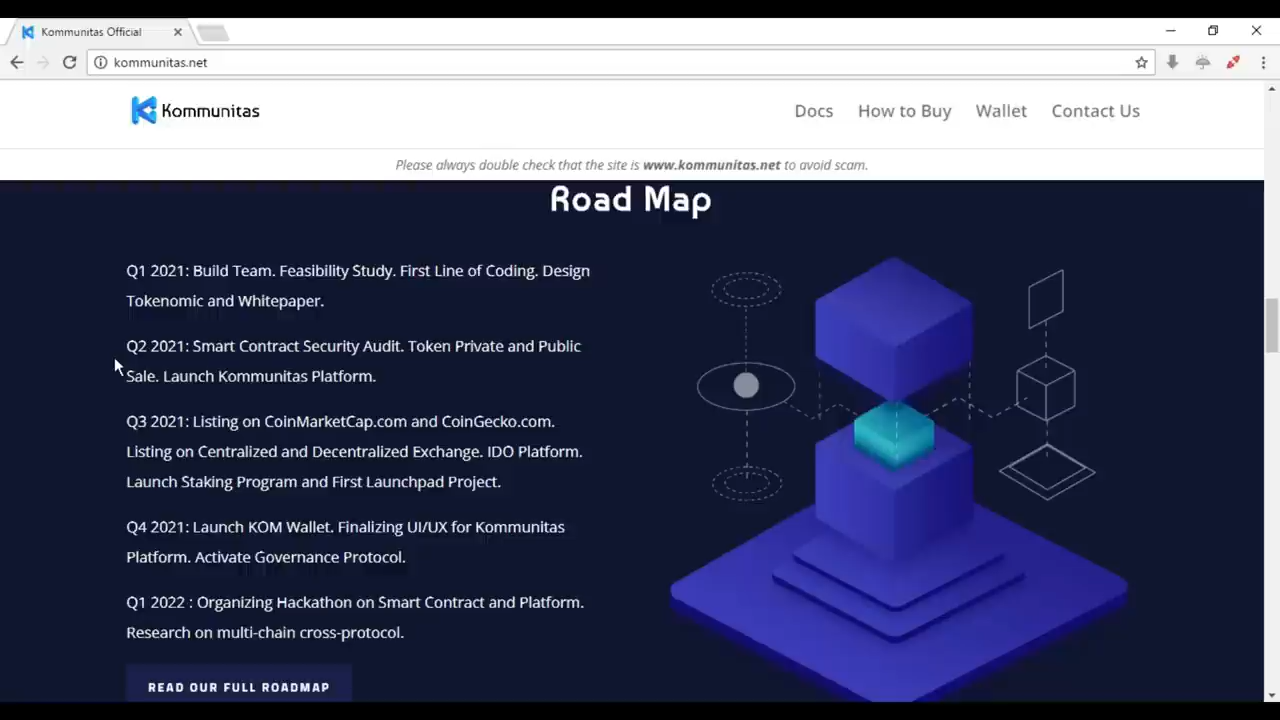 Kommunitas Official
kommunitas.net
Kommunitas
Docs How to Buy Wallet Contact Us
Please always double check that the site is www.kommunitas.net to avoid scam.
Road Map
Q1 2021: Build Team. Feasibility Study. First Line of Coding. Design
Tokenomic and Whitepaper.
Q2 2021: Smart Contract Security Audit. Token Private and Public
Sale. Launch Kommunitas Platform.
Q3 2021: Listing on CoinMarketCap.com and CoinGecko.com.
Listing on Centralized and Decentralized Exchange. IDO Platform.
Launch Staking Program and First Launchpad Project.
Q4 2021: Launch KOM Wallet. Finalizing UI/UX for Kommunitas
Platform. Activate Governance Protocol.
Q1 2022 : Organizing Hackathon on Smart Contract and Platform.
Research on multi-chain cross-protocol.
READ OUR FULL ROADMAP